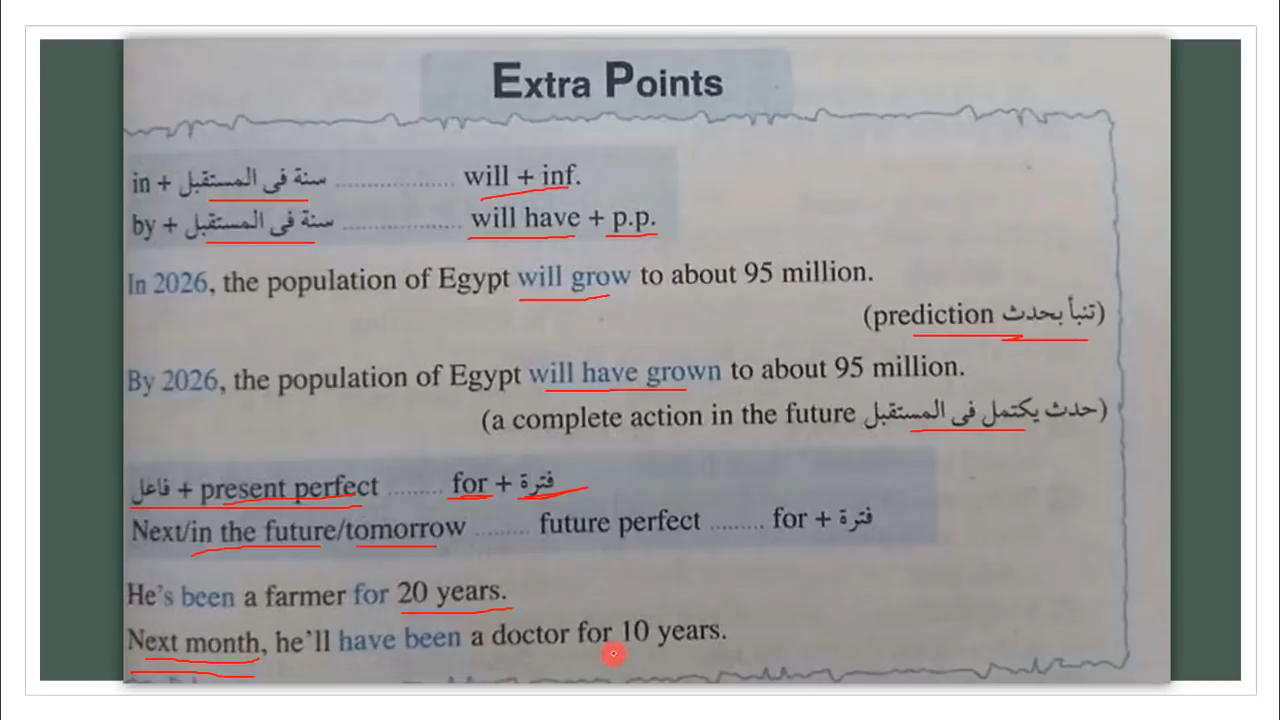 Extra Points
in + سنة فى المستقبل .................... will + inf.
by + سنة فى المستقبل .................... will have + p.p.
In 2026, the population of Egypt will grow to about 95 million.
(prediction تنبأ بحدث)
By 2026, the population of Egypt will have grown to about 95 million.
(a complete action in the future حدث يكتمل فى المستقبل)
فاعل + present perfect ......... for + فترة
Next/in the future/tomorrow ......... future perfect ........ for + فترة
He's been a farmer for 20 years.
Next month, he'll have been a doctor for 10 years.